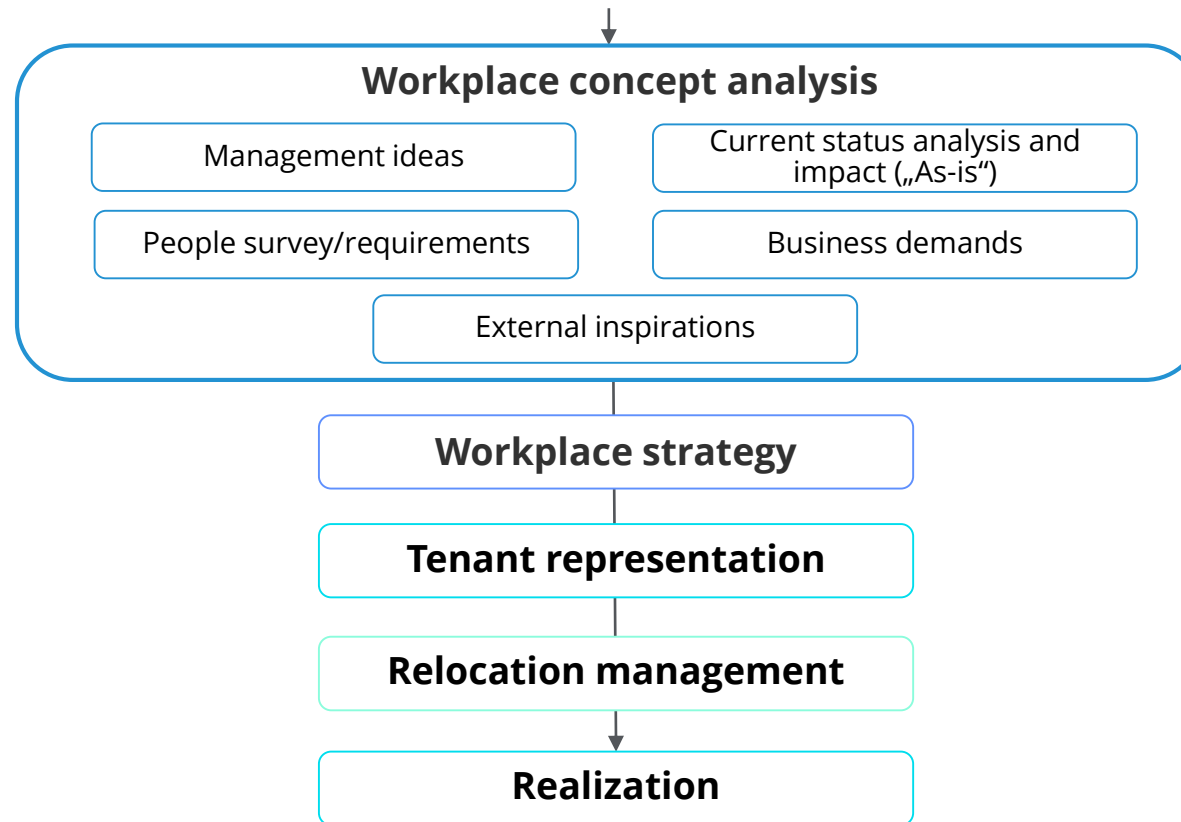 Workplace concept analysis
Management ideas
Current status analysis and
impact („As-is“)
People survey/requirements
Business demands
External inspirations
Workplace strategy
Tenant representation
Relocation management
Realization